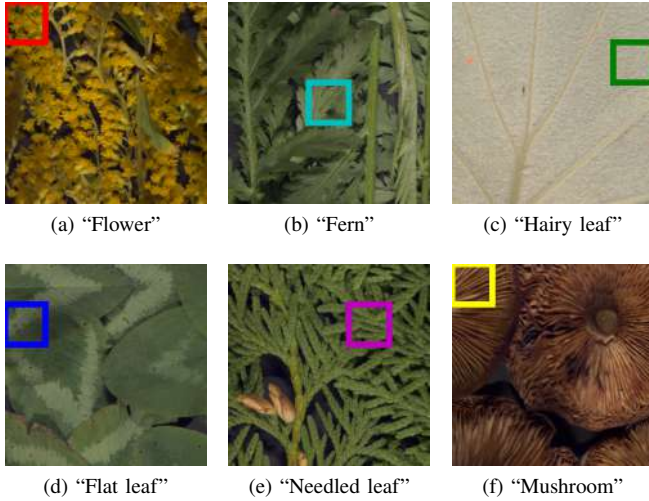 (a) “Flower”
(b) “Fern”
(c) “Hairy leaf”
(d) “Flat leaf”
(e) “Needled leaf”
(f) “Mushroom”